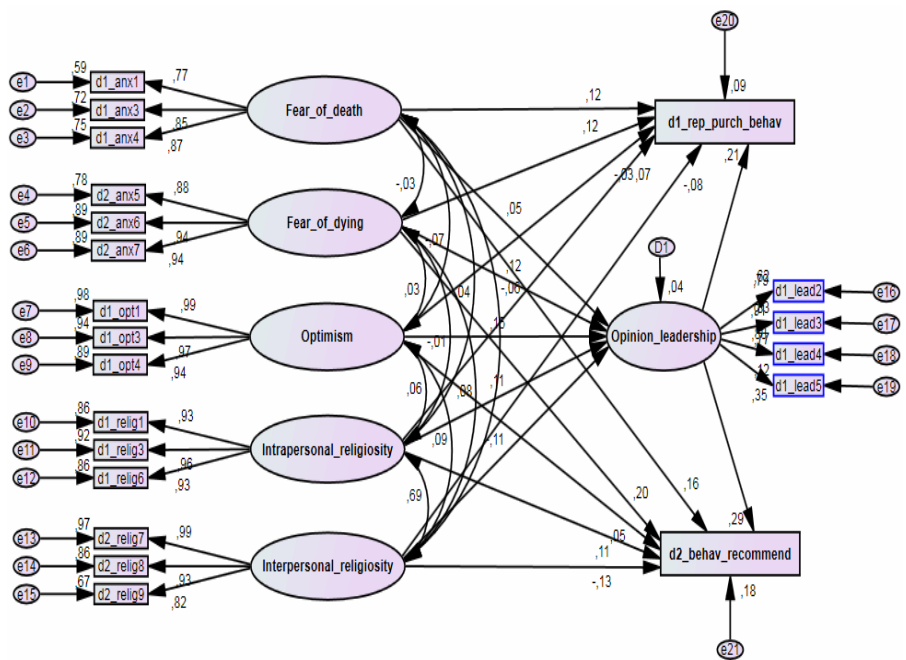 e20
e1
,59
d1_anx1
,77
,09
e2
,72
d1_anx3
Fear_of_death
,12
d1_rep_purch_behav
e3
,75
d1_anx4
,85
,87
,12
-,03
-,03
,07
-,08
,21
e4
,78
d2_anx5
,88
,05
e5
,89
d2_anx6
Fear_of_dying
e6
,89
d2_anx7
,94
,94
-,07
D1
,12
,03
,04
-,06
,04
e7
,98
d1_opt1
,99
d1_lead2
e16
e8
,94
d1_opt3
Optimism
,15
Opinion_leadership
d1_lead3
e17
e9
,89
d1_opt4
,97
,94
-,01
,77
d1_lead4
e18
,12
d1_lead5
e19
,06
,08
,11
,35
e10
,86
d1_relig1
,93
e11
,92
d1_relig3
Intrapersonal_religiosity
,09
-,11
e12
,86
d1_relig6
,96
,93
,69
,16
,20
e13
,97
d2_relig7
,99
,05
,29
e14
,86
d2_relig8
Interpersonal_religiosity
,11
d2_behav_recommend
e15
,67
d2_relig9
,93
,82
-,13
,18
e21